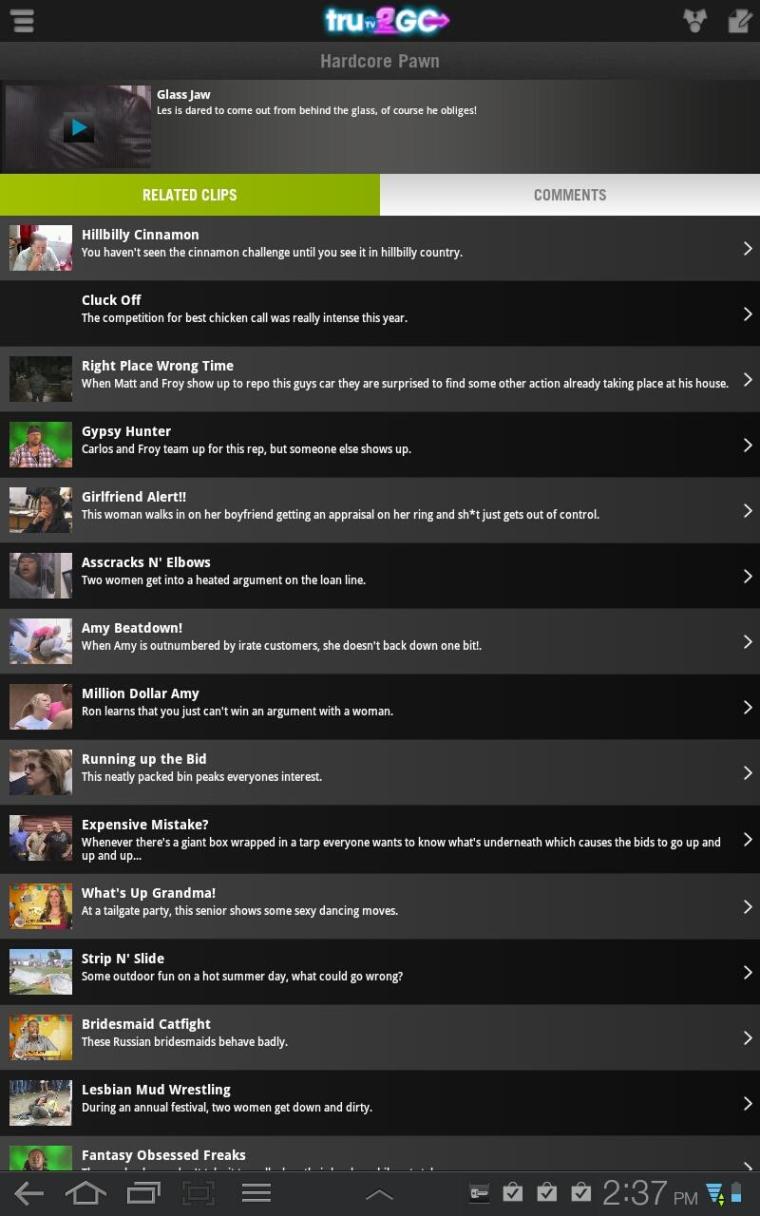 truTV2GO
Hardcore Pawn
Glass Jaw
Les is dared to come out from behind the glass, of course he obliges!
RELATED CLIPS
COMMENTS
Hillbilly Cinnamon
You haven't seen the cinnamon challenge until you see it in hillbilly country.
Cluck Off
The competition for best chicken call was really intense this year.
Right Place Wrong Time
When Matt and Froy show up to repo this guys car they are surprised to find some other action already taking place at his house.
Gypsy Hunter
Carlos and Froy team up for this rep, but someone else shows up.
Girlfriend Alert!!
This woman walks in on her boyfriend getting an appraisal on her ring and sh*t just gets out of control.
Asscracks N' Elbows
Two women get into a heated argument on the loan line.
Amy Beatdown!
When Amy is outnumbered by irate customers, she doesn't back down one bit!.
Million Dollar Amy
Ron learns that you just can't win an argument with a woman.
Running up the Bid
This neatly packed bin peaks everyones interest.
Expensive Mistake?
Whenever there's a giant box wrapped in a tarp everyone wants to know what's underneath which causes the bids to go up and
up and up...
What's Up Grandma!
At a tailgate party, this senior shows some sexy dancing moves.
Strip N' Slide
Some outdoor fun on a hot summer day, what could go wrong?
Bridesmaid Catfight
These Russian bridesmaids behave badly.
Lesbian Mud Wrestling
During an annual festival, two women get down and dirty.
Fantasy Obsessed Freaks
2:37 PM